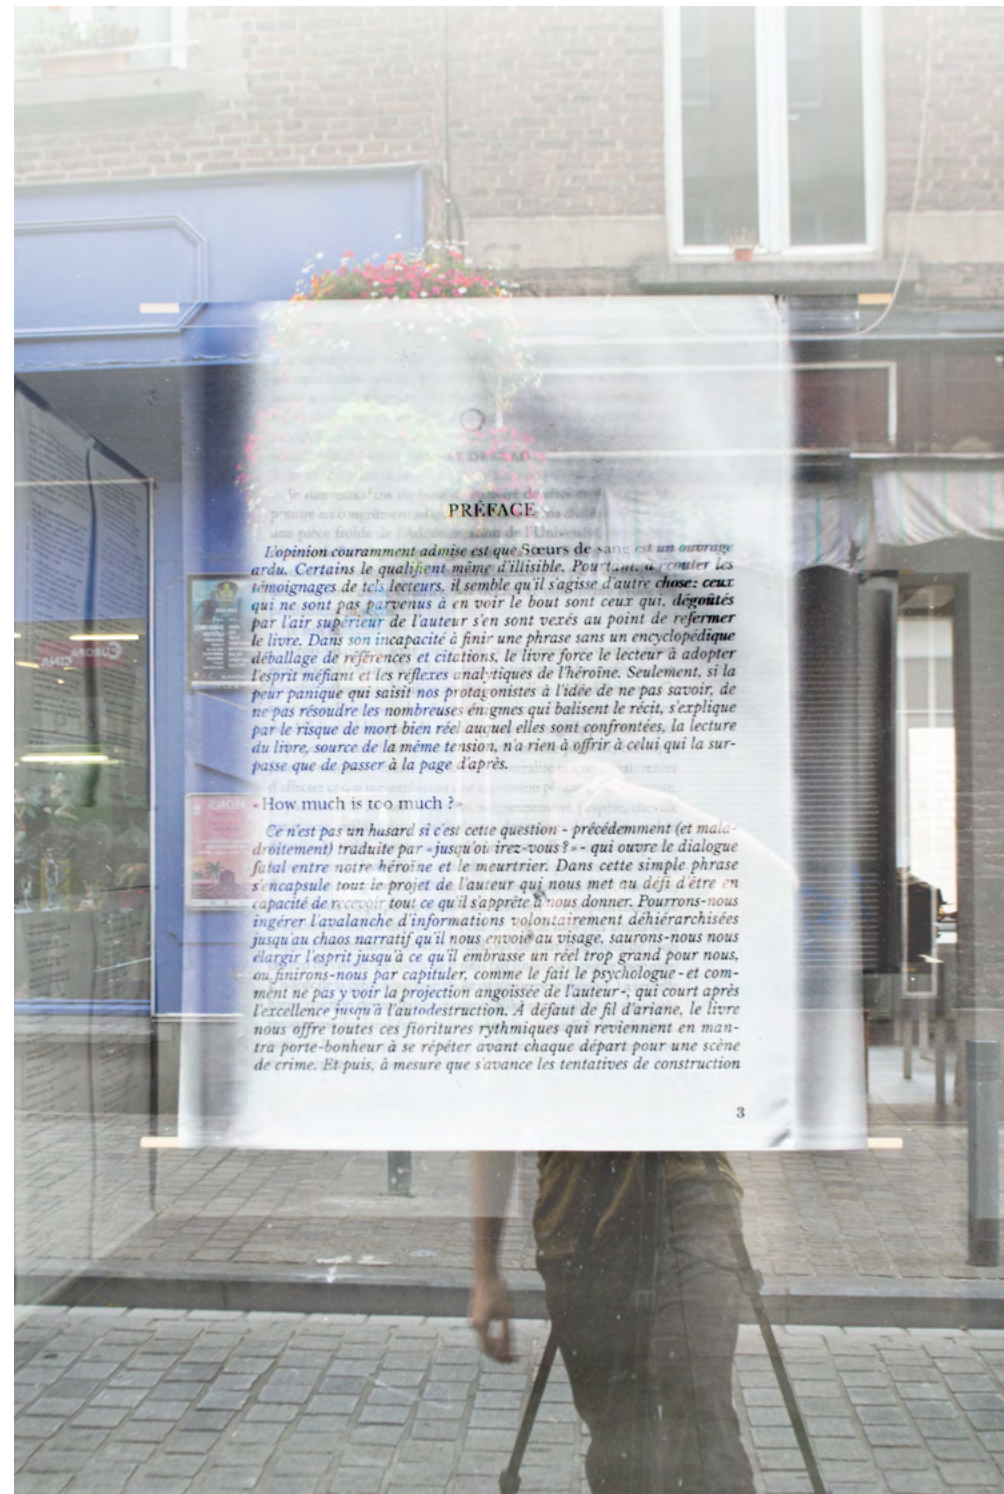 PRÉFACE
L'opinion couramment admise est que Sœurs de sang est un ouvrage
ardu. Certains le qualifient même d'illisible. Pourtant, à écouter les
témoignages de tels lecteurs, il semble qu'il s'agisse d'autre chose: ceux
qui ne sont pas parvenus à en voir le bout sont ceux qui, dégoûtés
par l'air supérieur de l'auteur s'en sont vexés au point de refermer
le livre. Dans son incapacité à finir une phrase sans un encyclopédique
déballage de références et citations, le livre force le lecteur à adopter
l'esprit méfiant et les réflexes analytiques de l'héroïne. Seulement, si la
peur panique qui saisit nos protagonistes à l'idée de ne pas savoir, de
ne pas résoudre les nombreuses énigmes qui balisent le récit, s'explique
par le risque de mort bien réel auquel elles sont confrontées, la lecture
du livre, source de la même tension, n'a rien à offrir à celui qui la sur-
passe que de passer à la page d'après.
«How much is too much ?»
Ce n'est pas un hasard si c'est cette question - précédemment (et mala-
droitement) traduite par «jusqu'où irez-vous?» - qui ouvre le dialogue
fatal entre notre héroïne et le meurtrier. Dans cette simple phrase
s'encapsule tout le projet de l'auteur qui nous met au défi d'être en
capacité de recevoir tout ce qu'il s'apprête à nous donner. Pourrons-nous
ingérer l'avalanche d'informations volontairement déhiérarchisées
jusqu'au chaos narratif qu'il nous envoie au visage, saurons-nous nous
élargir l'esprit jusqu'à ce qu'il embrasse un réel trop grand pour nous,
ou finirons-nous par capituler, comme le fait le psychologue - et com-
ment ne pas y voir la projection angoissée de l'auteur -, qui court après
l'excellence jusqu'à l'autodestruction. A défaut de fil d'ariane, le livre
nous offre toutes ces fioritures rythmiques qui reviennent en man-
tra porte-bonheur à se répéter avant chaque départ pour une scène
de crime. Et puis, à mesure que s'avance les tentatives de construction
3
EUROPA
CINA
MONS